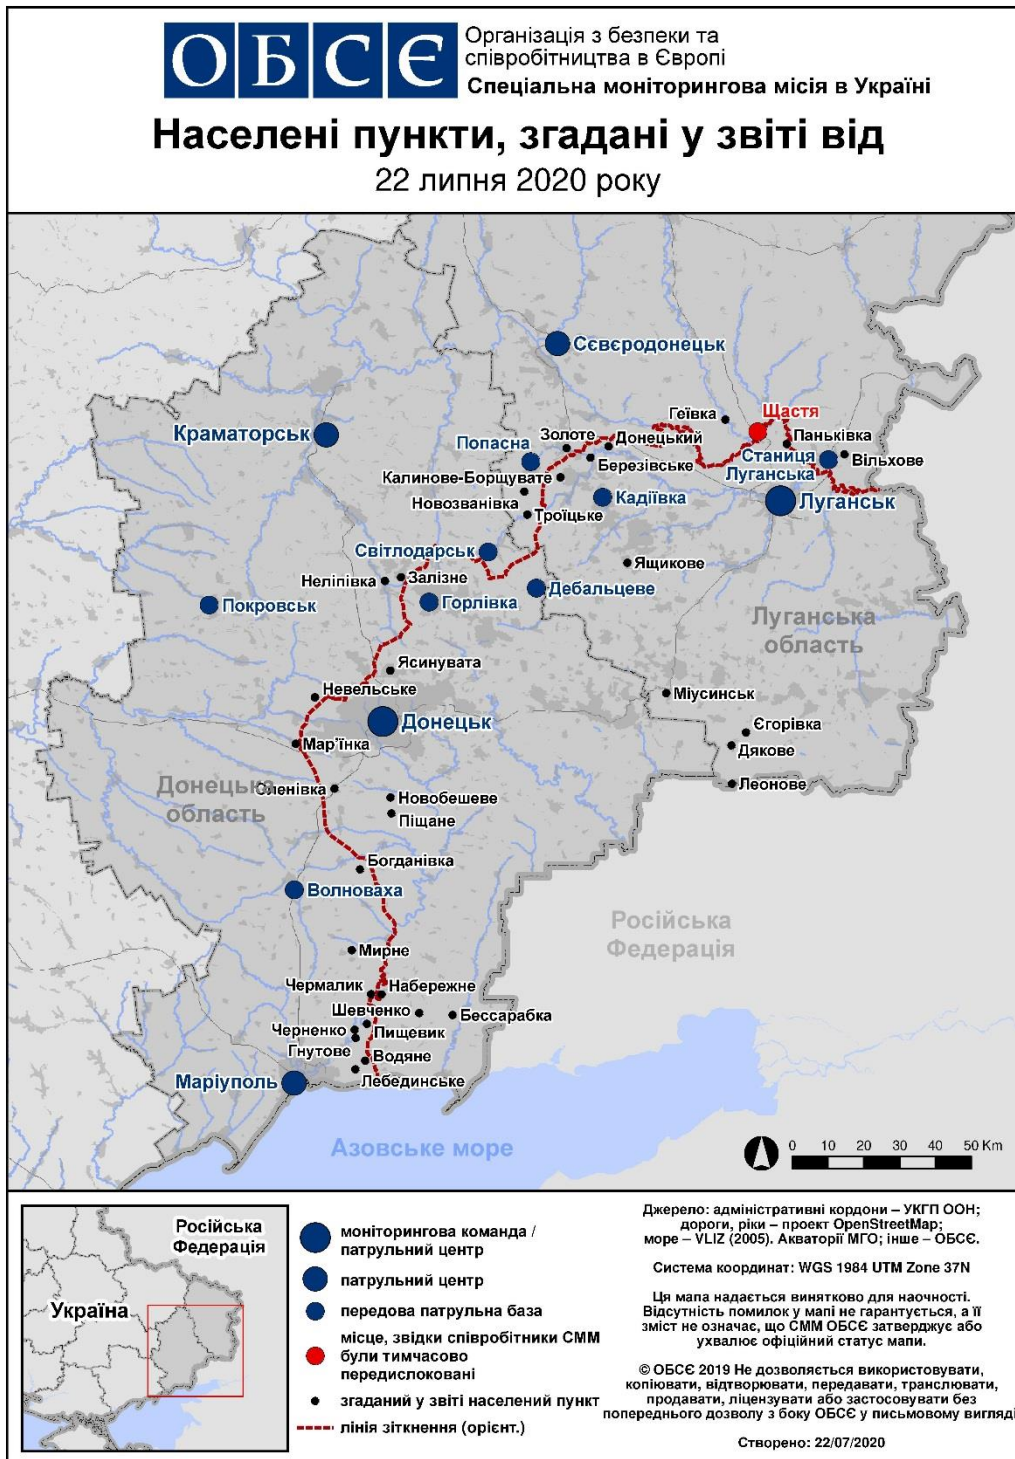 ОБСЄ
Організація з безпеки та
співробітництва в Європі
Спеціальна моніторингова місія в Україні
Населені пункти, згадані у звіті від
22 липня 2020 року
Сєвєродонецьк
Геївка
Щастя
Краматорськ
Попасна
Золоте
Донецький
Паньківка
Станиця
Луганська
Вільхове
Березівське
Калинове-Борщувате
Кадіївка
Луганськ
Новозванівка
Троїцьке
Світлодарськ
Ящикове
Неліпівка
Залізне
Дебальцеве
Покровськ
Горлівка
Луганська
область
Ясинувата
Невельське
Міусинськ
Донецьк
Єгорівка
Мар'їнка
Дякове
Донецька
область
Оленівка
Леонове
Новобешеве
Піщане
Богданівка
Волноваха
Російська
Федерація
Мирне
Чермалик
Набережне
Шевченко
Бессарабка
Черненко
Пищевик
Гнутове
Водяне
Лебединське
Маріуполь
Азовське море
0 10 20 30 40 50 Km
Російська
Федерація
Україна
моніторингова команда /
патрульний центр
патрульний центр
передова патрульна база
місце, звідки співробітники СММ
були тимчасово
передислоковані
згаданий у звіті населений пункт
лінія зіткнення (орієнт.)
Джерело: адміністративні кордони – УКГП ООН;
дороги, ріки – проект OpenStreetMap;
море – VLIZ (2005). Акваторії МГО; інше – ОБСЄ.
Система координат: WGS 1984 UTM Zone 37N
Ця мапа надається винятково для наочності.
Відсутність помилок у мапі не гарантується, а її
зміст не означає, що СММ ОБСЄ затверджує або
ухвалює офіційний статус мапи.
© ОБСЄ 2019 Не дозволяється використовувати,
копіювати, відтворювати, передавати, транслювати,
продавати, ліцензувати або застосовувати без
попереднього дозволу з боку ОБСЄ у письмовому вигляді
Створено: 22/07/2020